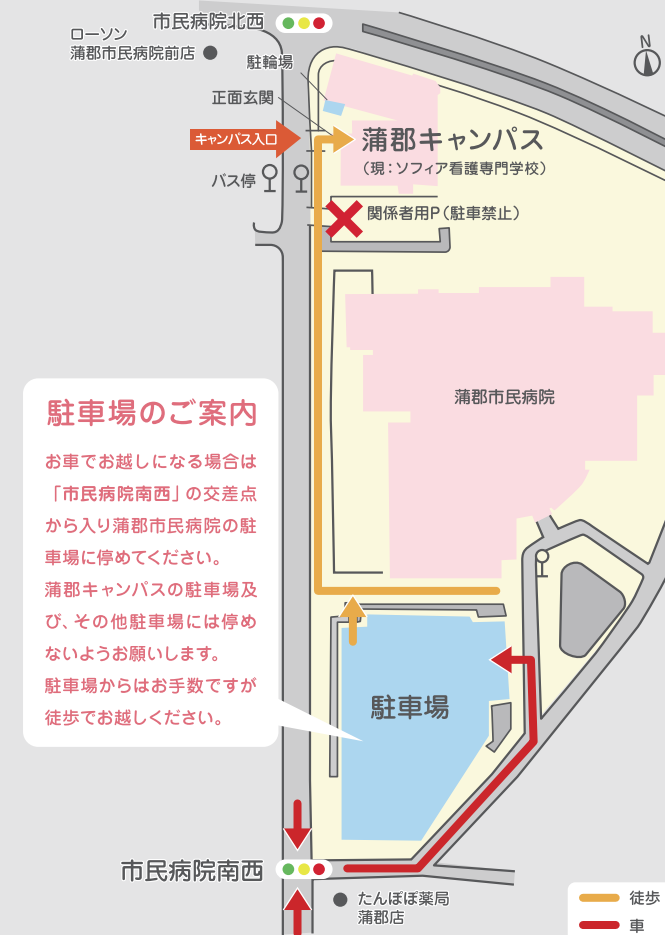 市民病院北西
ローソン
蒲郡市民病院前店
駐輪場
N
正面玄関
キャンパス入口
蒲郡キャンパス
（現：ソフィア看護専門学校）
バス停
関係者用P（駐車禁止）
蒲郡市民病院
駐車場のご案内
お車でお越しになる場合は
「市民病院南西」の交差点
から入り蒲郡市民病院の駐
車場に停めてください。
蒲郡キャンパスの駐車場及
び、その他駐車場には停め
ないようお願いします。
駐車場からはお手数ですが
徒歩でお越しください。
駐車場
市民病院南西
たんぽぽ薬局
蒲郡店
徒歩
車